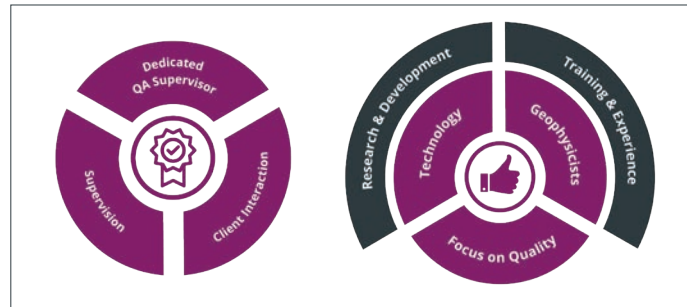 Dedicated
QA Supervisor
Supervision
Client Interaction
Research & Development
Training & Experience
Technology
Geophysicists
Focus on Quality